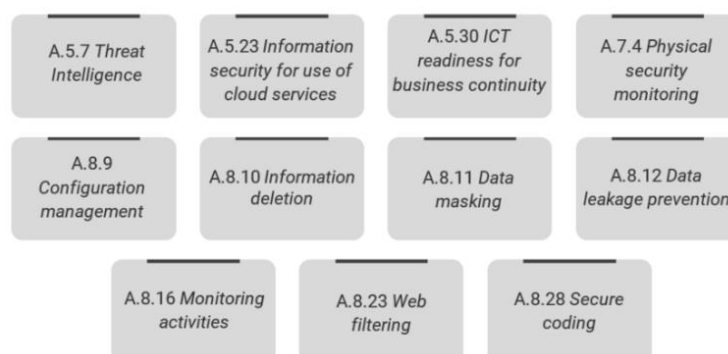 A.5.7 Threat
Intelligence
A.5.23 Information
security for use of
cloud services
A.5.30 ICT
readiness for
business continuity
A.7.4 Physical
security
monitoring
A.8.9
Configuration
management
A.8.10 Information
deletion
A.8.11 Data
masking
A.8.12 Data
leakage prevention
A.8.16 Monitoring
activities
A.8.23 Web
filtering
A.8.28 Secure
coding